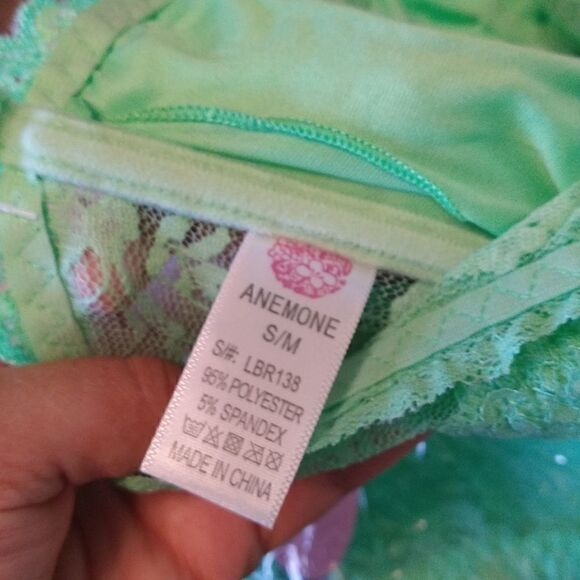 ANEMONE
S/M
S/#: LBR138
95% POLYESTER
5% SPANDEX
MADE IN CHINA